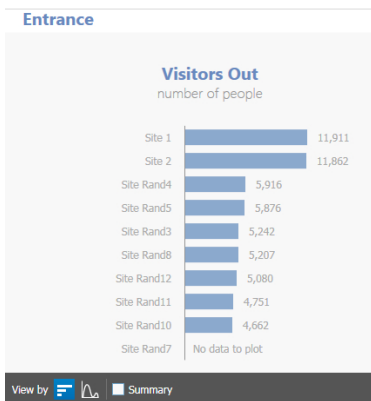 Entrance
Visitors Out
number of people
Site 1 11,911
Site 2 11,862
Site Rand4 5,916
Site Rand5 5,876
Site Rand3 5,242
Site Rand8 5,207
Site Rand12 5,080
Site Rand11 4,751
Site Rand10 4,662
Site Rand7 No data to plot
View by Summary